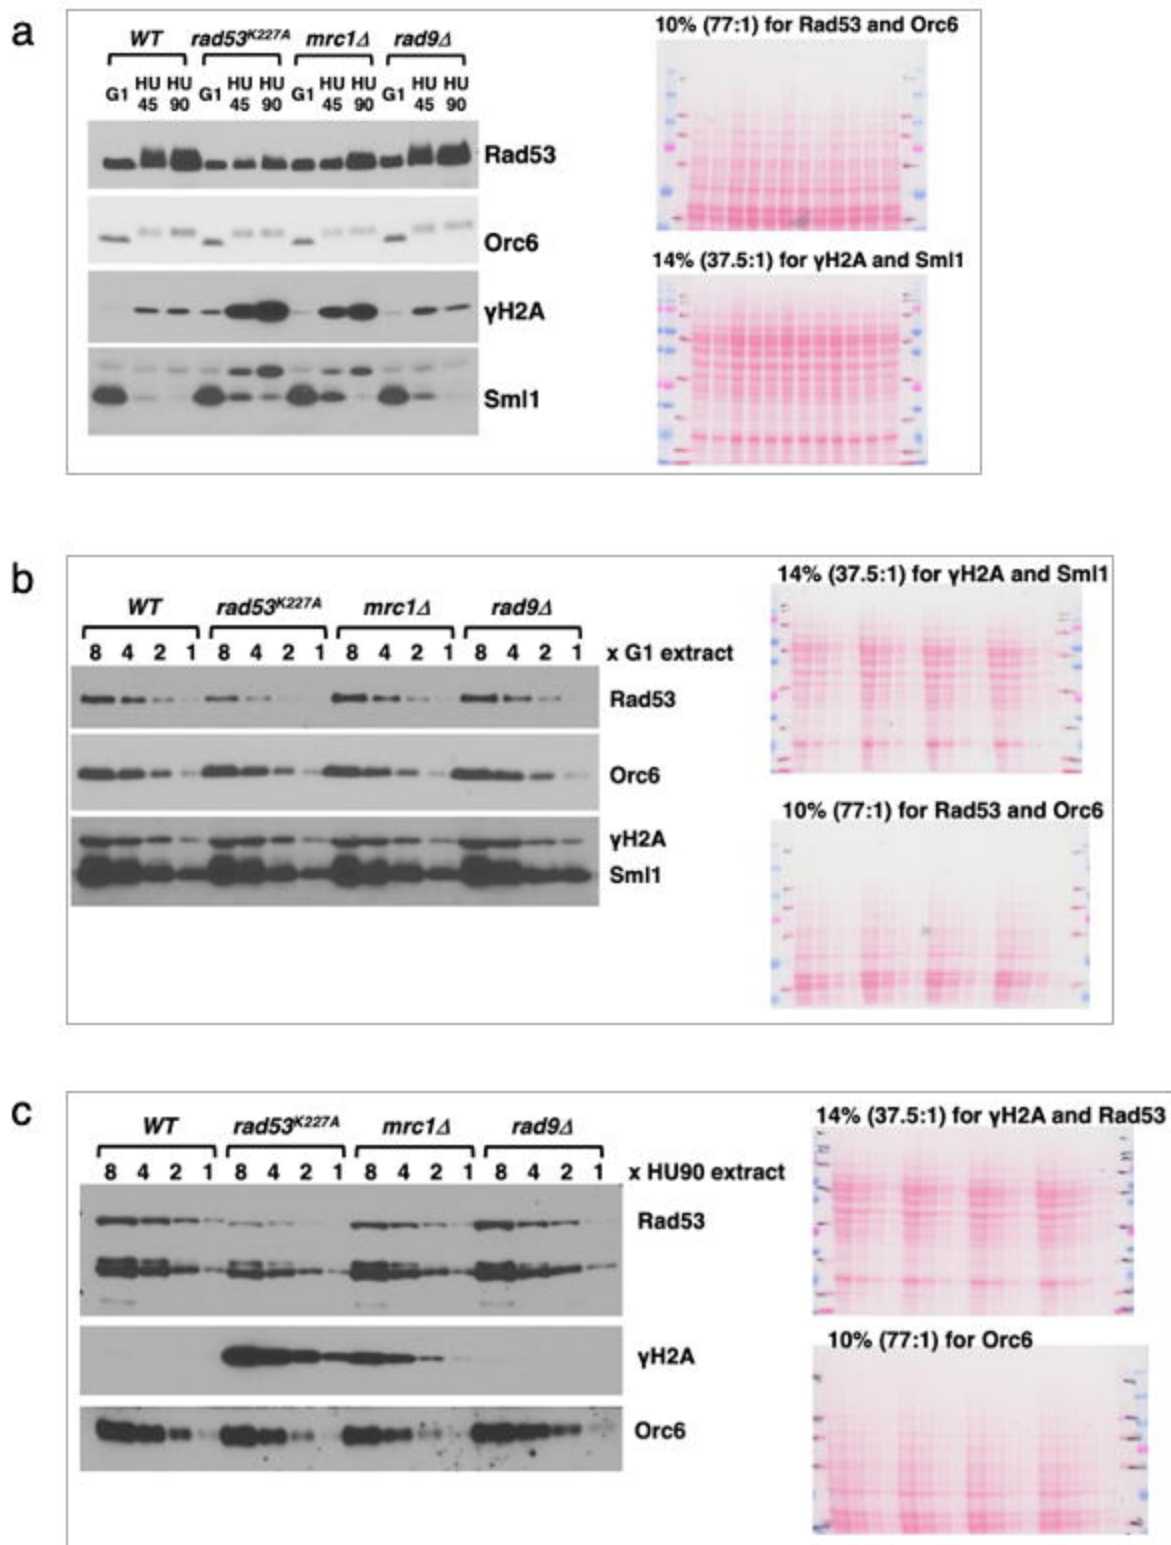 a
WT rad53K227A mrc1Δ rad9Δ
G1 HU 45 HU 90 G1 HU 45 HU 90 G1 HU 45 HU 90 G1 HU 45 HU 90
Rad53
Orc6
γH2A
Sml1
10% (77:1) for Rad53 and Orc6
14% (37.5:1) for γH2A and Sml1
b
WT rad53K227A mrc1Δ rad9Δ
8 4 2 1 8 4 2 1 8 4 2 1 8 4 2 1 x G1 extract
Rad53
Orc6
γH2A
Sml1
14% (37.5:1) for γH2A and Sml1
10% (77:1) for Rad53 and Orc6
c
WT rad53K227A mrc1Δ rad9Δ
8 4 2 1 8 4 2 1 8 4 2 1 8 4 2 1 x HU90 extract
Rad53
γH2A
Orc6
14% (37.5:1) for γH2A and Rad53
10% (77:1) for Orc6